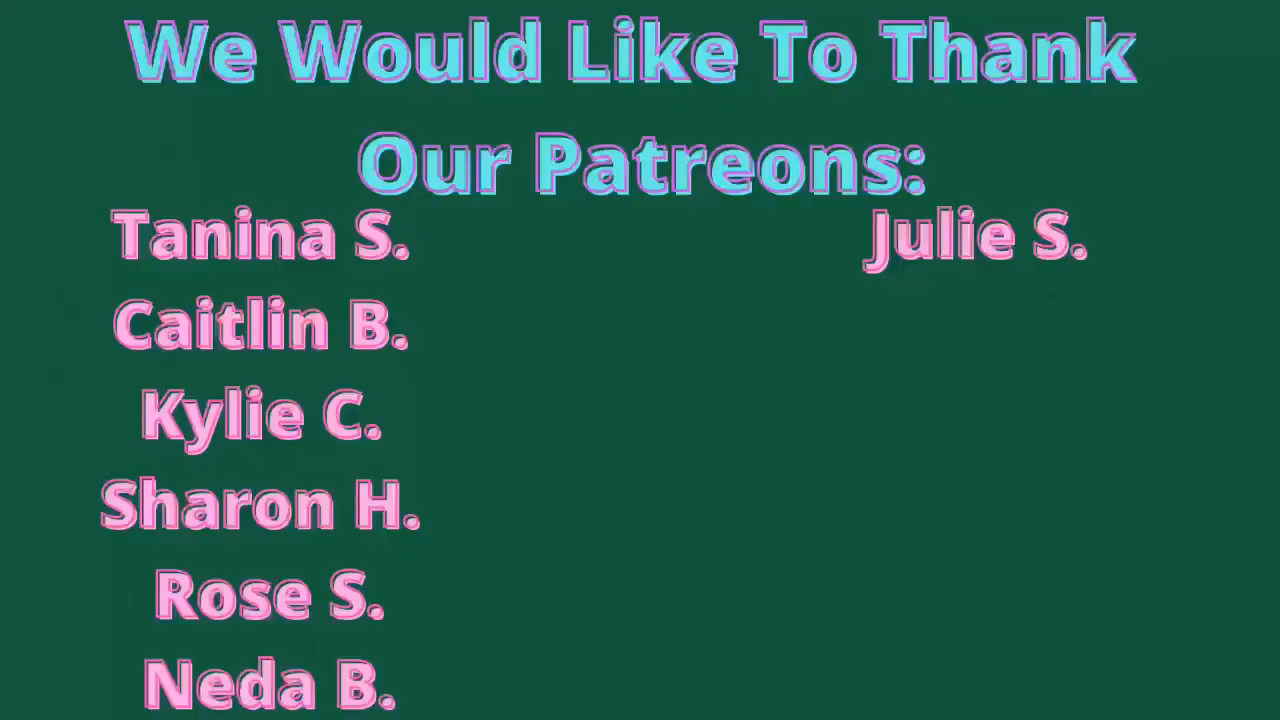 We Would Like To Thank
Our Patreons:
Tanina S.
Caitlin B.
Kylie C.
Sharon H.
Rose S.
Neda B.
Julie S.